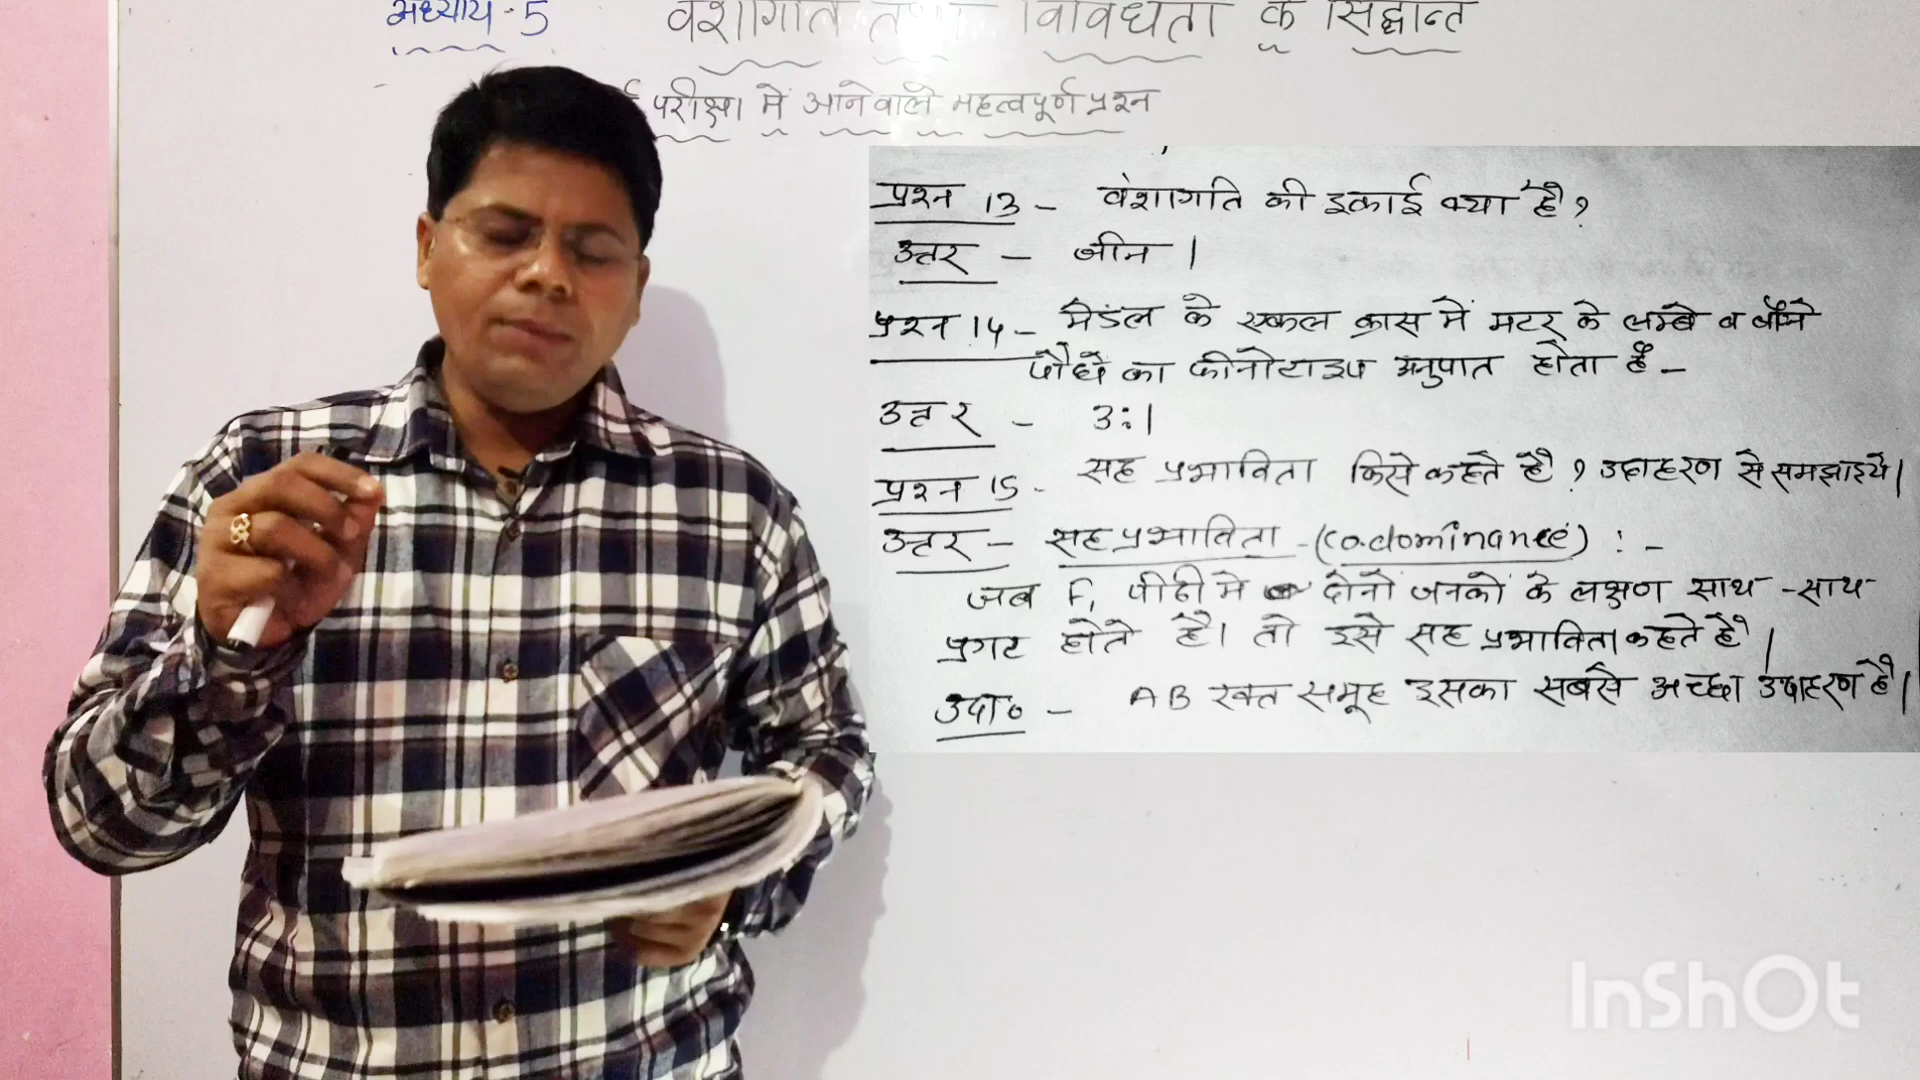 अध्याय - 5 वंशागति तथा विविधता के सिद्धान्त
परीक्षा में आनेवाले महत्वपूर्ण प्रश्न
प्रश्न 13 - वंशागति की इकाई क्या है ?
उत्तर - जीन ।
प्रश्न 14 - मेंडल के एकल क्रास में मटर के लम्बे व बौने
पौधे का फीनोटाइप अनुपात होता है -
उत्तर - 3:1
प्रश्न 15 - सह प्रभाविता किसे कहते है ? उदाहरण से समझाइये ।
उत्तर - सह प्रभाविता - (codominance) : -
जब F₁ पीढी मे दोनों जनको के लक्षण साथ - साथ
प्रगट होते है। तो इसे सह प्रभाविता कहते है ।
उदा० - AB रक्त समूह इसका सबसे अच्छा उदाहरण है ।
InShOt